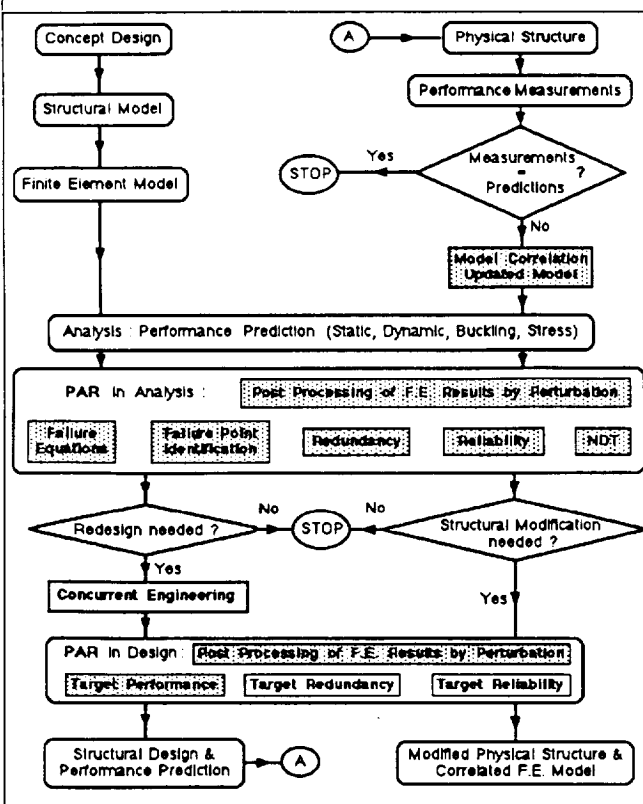 Concept Design
Structural Model
Finite Element Model
A
Physical Structure
Performance Measurements
Measurements
=
Predictions
?
Yes
STOP
No
Model Correlation
Updated Model
Analysis : Performance Prediction (Static, Dynamic, Buckling, Stress)
PAR in Analysis :
Post Processing of F.E. Results by Perturbation
Failure
Equations
Failure Point
Identification
Redundancy
Reliability
NDT
Redesign needed ?
No
STOP
No
Structural Modification
needed ?
Yes
Concurrent Engineering
Yes
PAR in Design :
Post Processing of F.E. Results by Perturbation
Target Performance
Target Redundancy
Target Reliability
Structural Design &
Performance Prediction
A
Modified Physical Structure &
Correlated F.E. Model